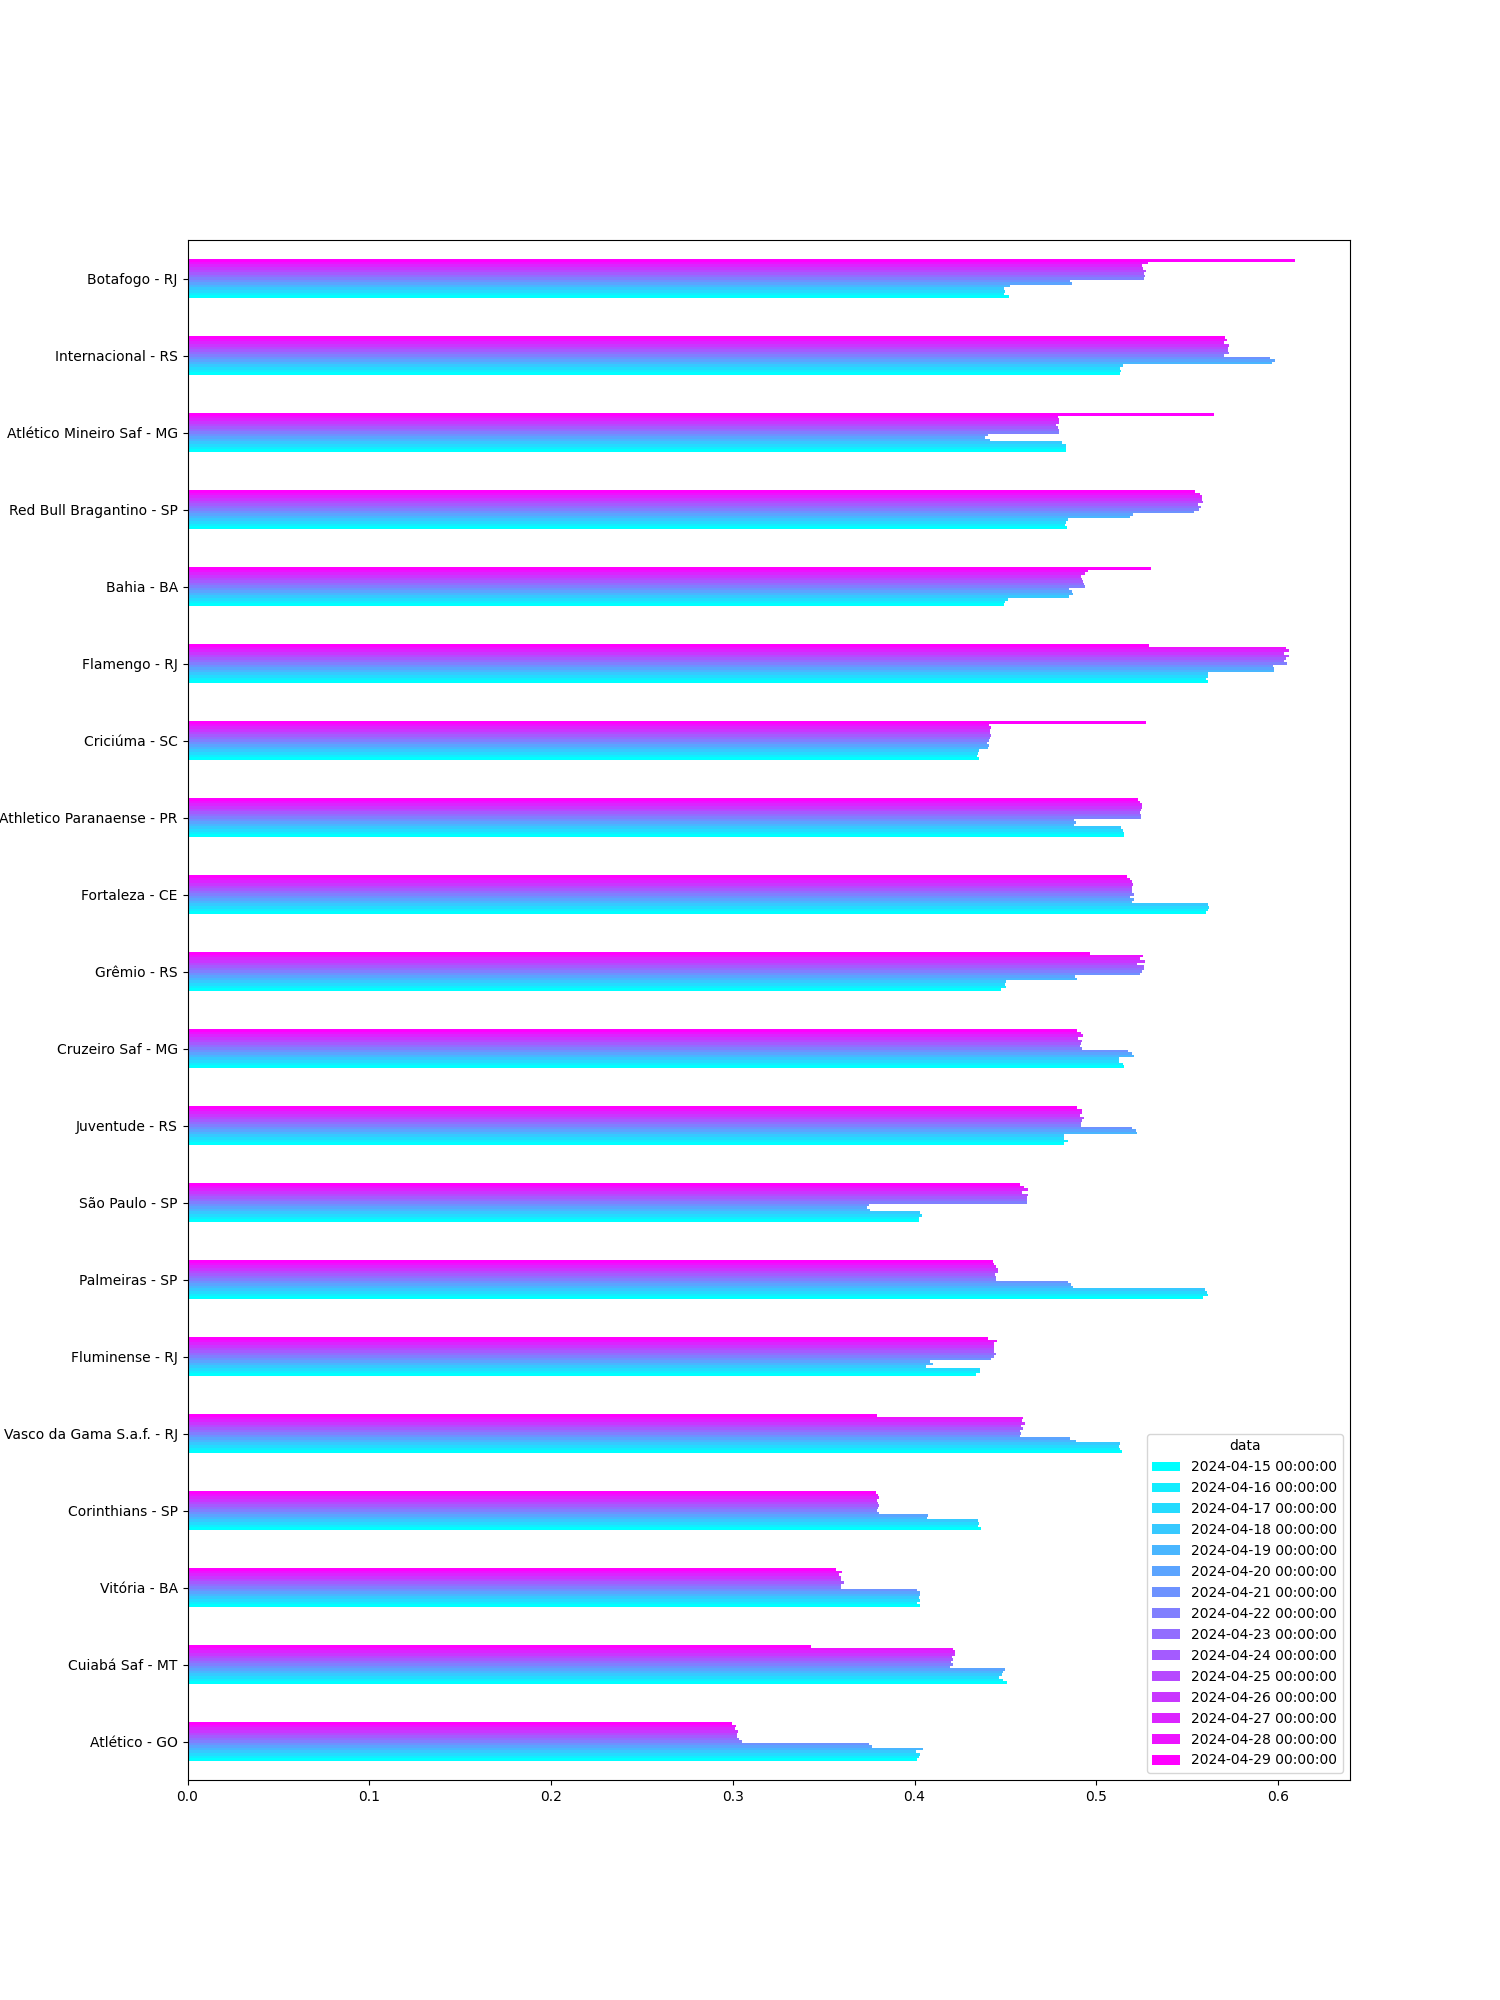 Botafogo - RJ
Internacional - RS
Atlético Mineiro Saf - MG
Red Bull Bragantino - SP
Bahia - BA
Flamengo - RJ
Criciúma - SC
Athletico Paranaense - PR
Fortaleza - CE
Grêmio - RS
Cruzeiro Saf - MG
Juventude - RS
São Paulo - SP
Palmeiras - SP
Fluminense - RJ
Vasco da Gama S.a.f. - RJ
Corinthians - SP
Vitória - BA
Cuiabá Saf - MT
Atlético - GO
data
2024-04-15 00:00:00
2024-04-16 00:00:00
2024-04-17 00:00:00
2024-04-18 00:00:00
2024-04-19 00:00:00
2024-04-20 00:00:00
2024-04-21 00:00:00
2024-04-22 00:00:00
2024-04-23 00:00:00
2024-04-24 00:00:00
2024-04-25 00:00:00
2024-04-26 00:00:00
2024-04-27 00:00:00
2024-04-28 00:00:00
2024-04-29 00:00:00
0.0 0.1 0.2 0.3 0.4 0.5 0.6